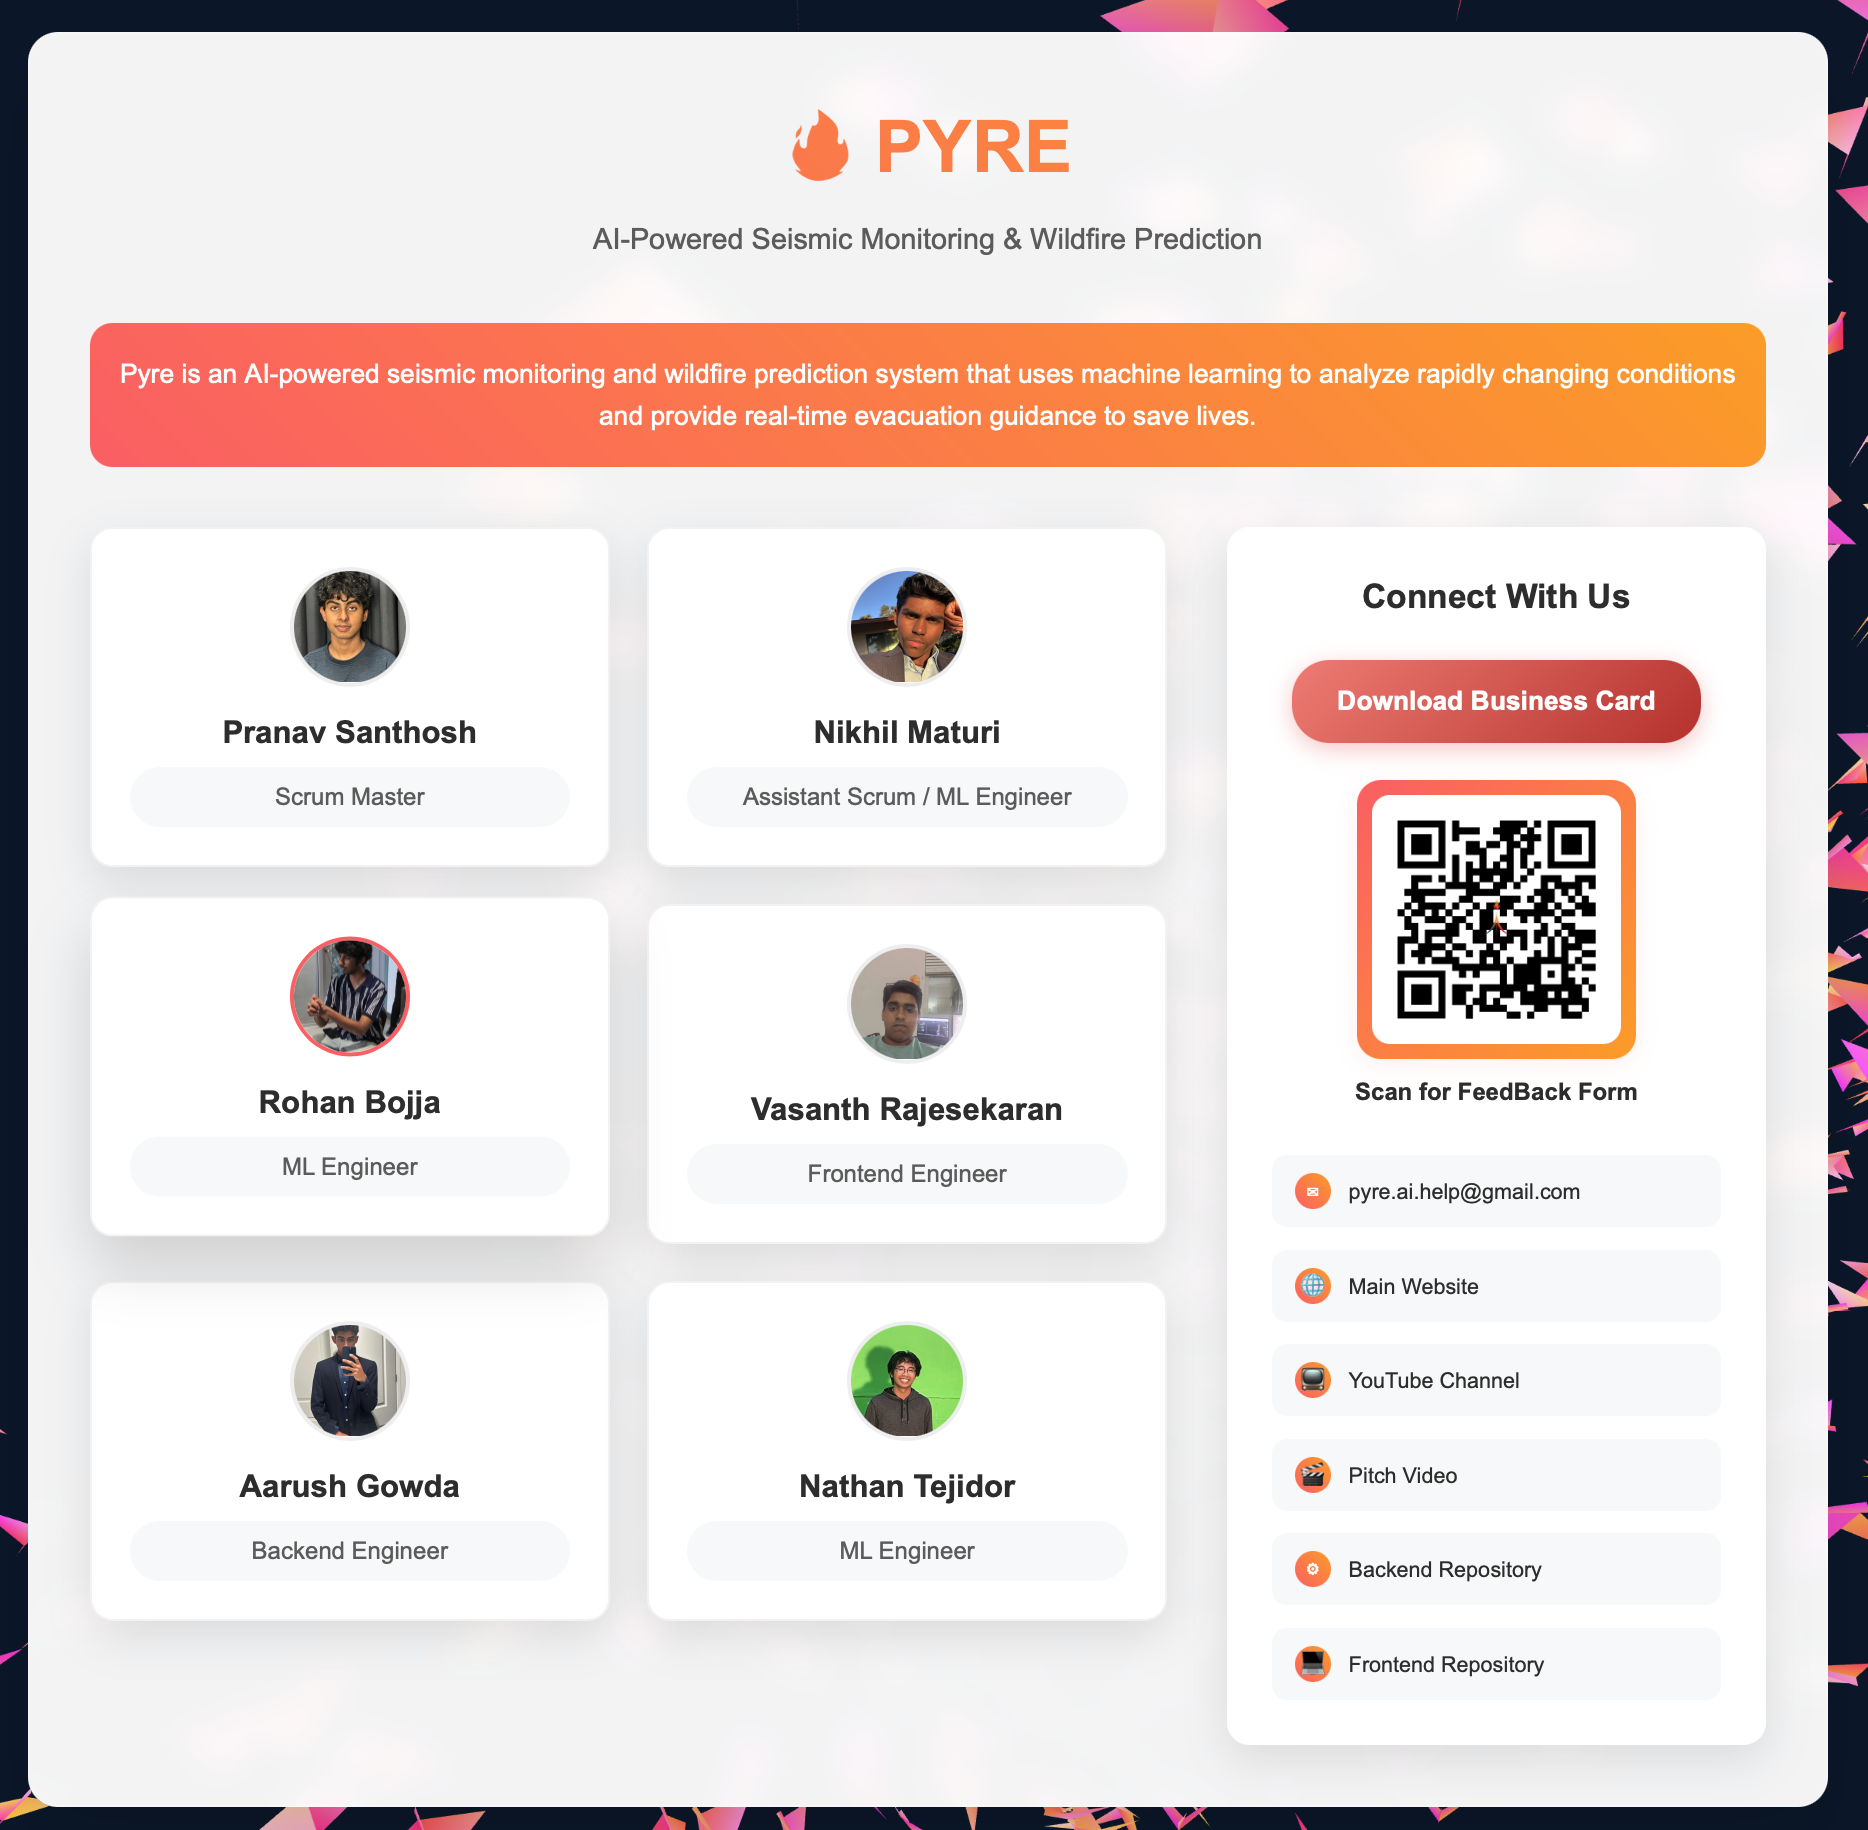 PYRE
AI-Powered Seismic Monitoring & Wildfire Prediction
Pyre is an AI-powered seismic monitoring and wildfire prediction system that uses machine learning to analyze rapidly changing conditions
and provide real-time evacuation guidance to save lives.
Pranav Santhosh
Scrum Master
Nikhil Maturi
Assistant Scrum / ML Engineer
Rohan Bojja
ML Engineer
Vasanth Rajesekaran
Frontend Engineer
Aarush Gowda
Backend Engineer
Nathan Tejidor
ML Engineer
Connect With Us
Download Business Card
Scan for FeedBack Form
pyre.ai.help@gmail.com
Main Website
YouTube Channel
Pitch Video
Backend Repository
Frontend Repository